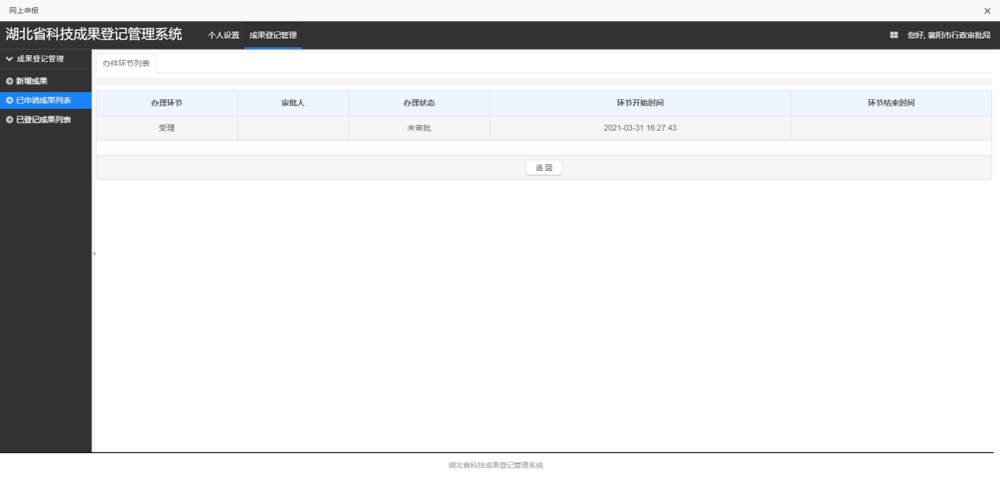 网上申报
湖北省科技成果登记管理系统 个人设置 成果登记管理 您好, 襄阳市行政审批局
成果登记管理
新增成果
已申请成果列表
已登记成果列表
办件环节列表
办理环节 审批人 办理状态 环节开始时间 环节结束时间
受理 未审批 2021-03-31 16:27:43
返 回
湖北省科技成果登记管理系统